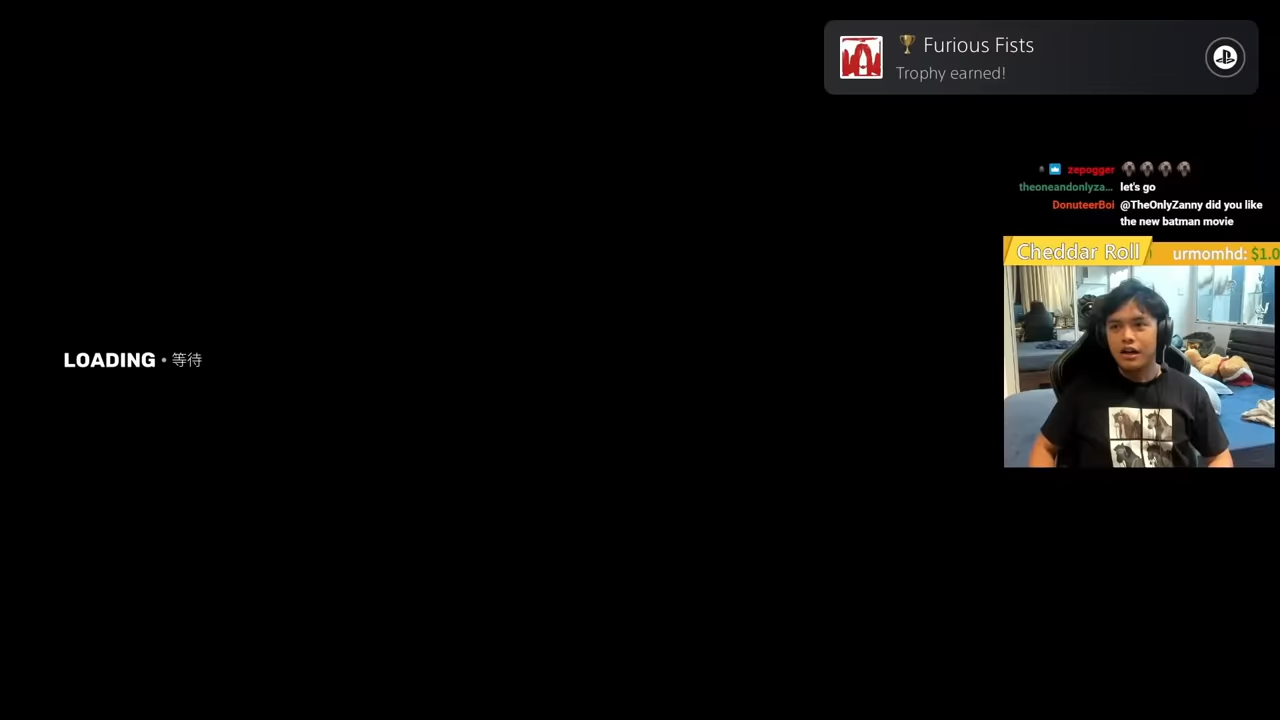 Furious Fists
Trophy earned!
zepogger
theoneandonlyza... let's go
DonuteerBoi @TheOnlyZanny did you like
the new batman movie
Cheddar Roll urmomhd: $1.0
LOADING • 等待